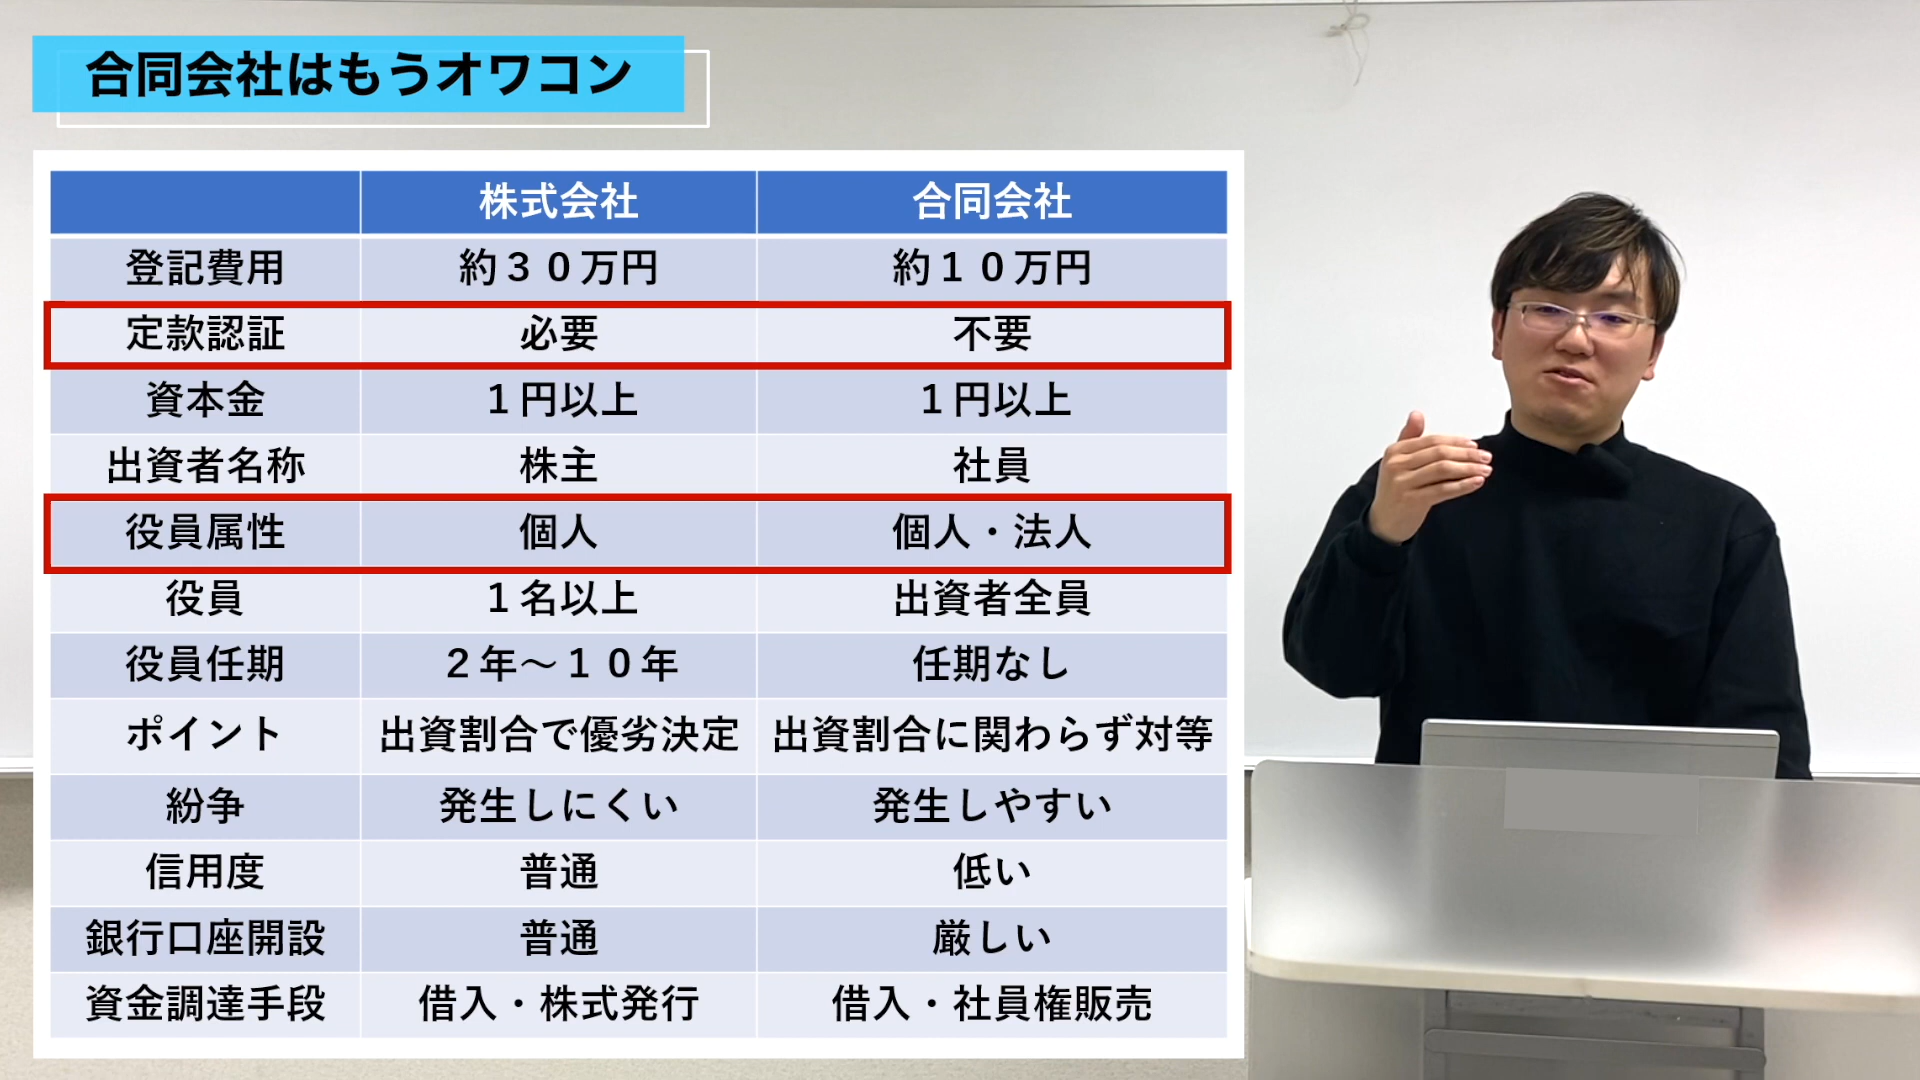 合同会社はもうオワコン
株式会社 合同会社
登記費用 約３０万円 約１０万円
定款認証 必要 不要
資本金 １円以上 １円以上
出資者名称 株主 社員
役員属性 個人 個人・法人
役員 １名以上 出資者全員
役員任期 ２年～１０年 任期なし
ポイント 出資割合で優劣決定 出資割合に関わらず対等
紛争 発生しにくい 発生しやすい
信用度 普通 低い
銀行口座開設 普通 厳しい
資金調達手段 借入・株式発行 借入・社員権販売